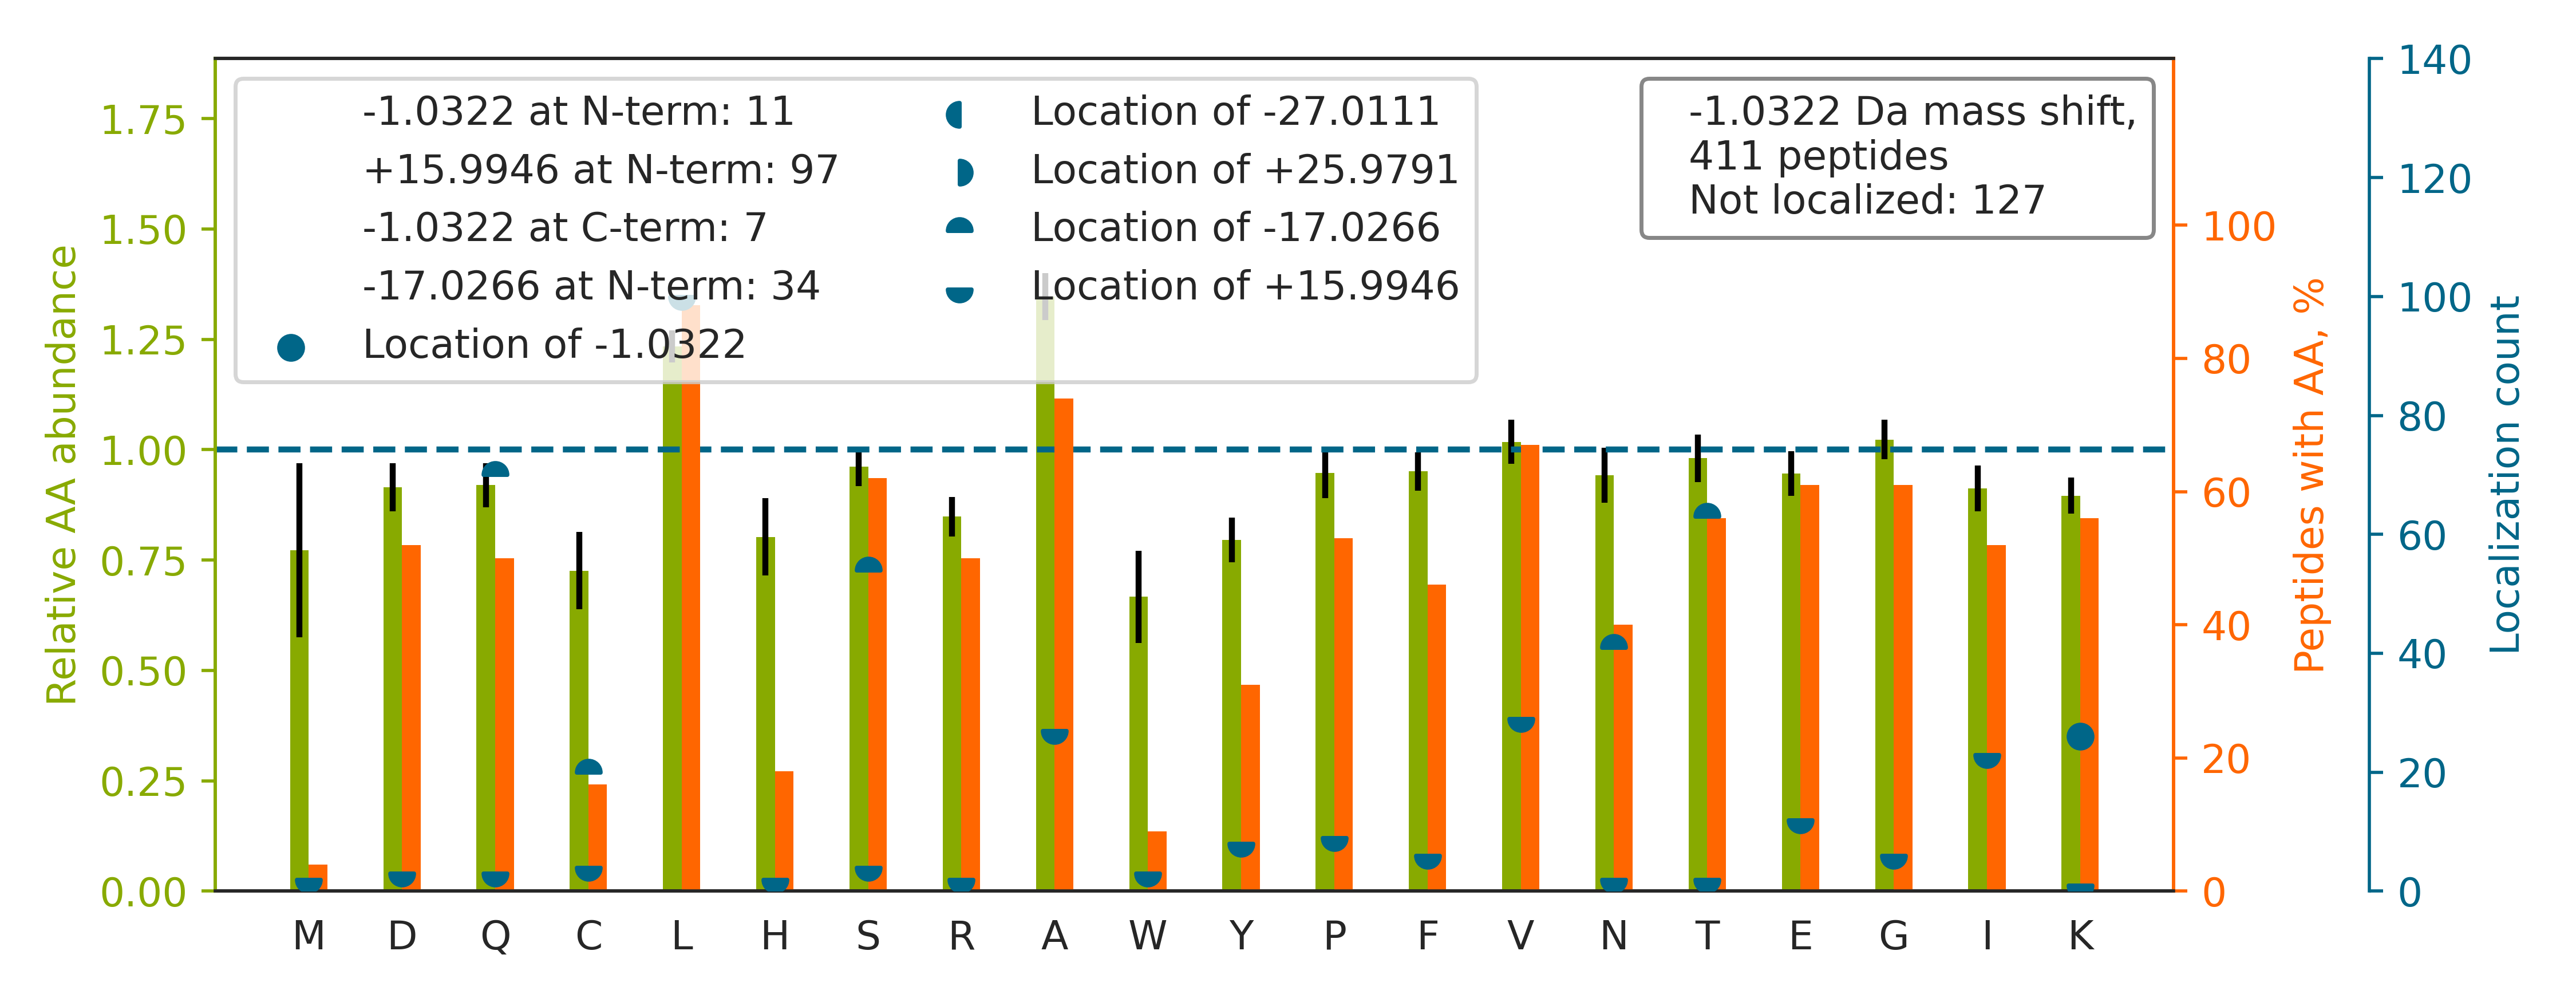 -1.0322 at N-term: 11
+15.9946 at N-term: 97
-1.0322 at C-term: 7
-17.0266 at N-term: 34
Location of -1.0322
Location of -27.0111
Location of +25.9791
Location of -17.0266
Location of +15.9946
-1.0322 Da mass shift,
411 peptides
Not localized: 127
Relative AA abundance
1.75
1.50
1.25
1.00
0.75
0.50
0.25
0.00
M D Q C L H S R A W Y P F V N T E G I K
100
80
60
40
20
0
Peptides with AA, %
140
120
100
80
60
40
20
0
Localization count